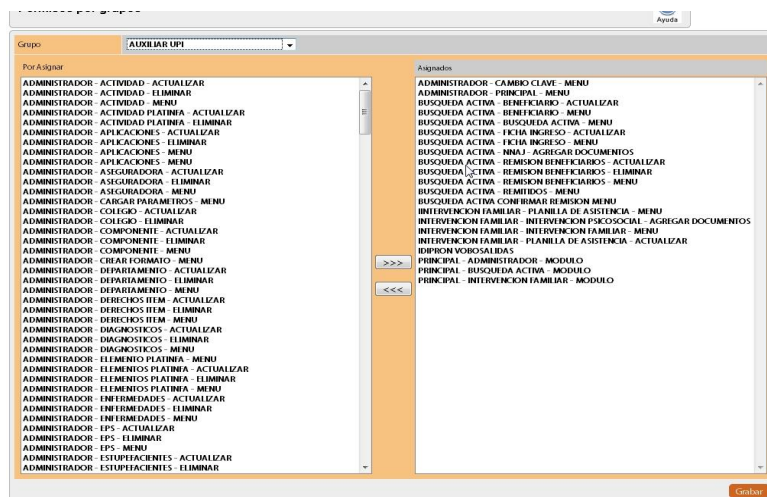 Permisos por grupos
Ayuda
Grupo
AUXILIAR UPI
Por Asignar
ADMINISTRADOR - ACTIVIDAD - ACTUALIZAR
ADMINISTRADOR - ACTIVIDAD - ELIMINAR
ADMINISTRADOR - ACTIVIDAD - MENU
ADMINISTRADOR - ACTIVIDAD PLATINFA - ACTUALIZAR
ADMINISTRADOR - ACTIVIDAD PLATINFA - ELIMINAR
ADMINISTRADOR - APLICACIONES - ACTUALIZAR
ADMINISTRADOR - APLICACIONES - ELIMINAR
ADMINISTRADOR - APLICACIONES - MENU
ADMINISTRADOR - APLICACIONES - MENU
ADMINISTRADOR - ASEGURADORA - ACTUALIZAR
ADMINISTRADOR - ASEGURADORA - ELIMINAR
ADMINISTRADOR - ASEGURADORA - MENU
ADMINISTRADOR - CARGAR PARAMETROS - MENU
ADMINISTRADOR - COLEGIO - ACTUALIZAR
ADMINISTRADOR - COLEGIO - ELIMINAR
ADMINISTRADOR - COMPONENTE - ACTUALIZAR
ADMINISTRADOR - COMPONENTE - ELIMINAR
ADMINISTRADOR - COMPONENTE - MENU
ADMINISTRADOR - CREAR FORMATO - MENU
ADMINISTRADOR - DEPARTAMENTO - ACTUALIZAR
ADMINISTRADOR - DEPARTAMENTO - ELIMINAR
ADMINISTRADOR - DEPARTAMENTO - MENU
ADMINISTRADOR - DERECHOS ITEM - ACTUALIZAR
ADMINISTRADOR - DERECHOS ITEM - ELIMINAR
ADMINISTRADOR - DERECHOS ITEM - MENU
ADMINISTRADOR - DIAGNOSTICOS - ACTUALIZAR
ADMINISTRADOR - DIAGNOSTICOS - ELIMINAR
ADMINISTRADOR - DIAGNOSTICOS - MENU
ADMINISTRADOR - ELEMENTO PLATINFA - MENU
ADMINISTRADOR - ELEMENTOS PLATINFA - ACTUALIZAR
ADMINISTRADOR - ELEMENTOS PLATINFA - ELIMINAR
ADMINISTRADOR - ELEMENTOS PLATINFA - MENU
ADMINISTRADOR - ENFERMEDADES - ACTUALIZAR
ADMINISTRADOR - ENFERMEDADES - ELIMINAR
ADMINISTRADOR - ENFERMEDADES - MENU
ADMINISTRADOR - EPS - ACTUALIZAR
ADMINISTRADOR - EPS - ELIMINAR
ADMINISTRADOR - EPS - MENU
ADMINISTRADOR - ESTUPEFACIENTES - ACTUALIZAR
ADMINISTRADOR - ESTUPEFACIENTES - ELIMINAR
>>>
<<<
Asignados
ADMINISTRADOR - CAMBIO CLAVE - MENU
ADMINISTRADOR - PRINCIPAL - MENU
BUSQUEDA ACTIVA - BENEFICIARIO - ACTUALIZAR
BUSQUEDA ACTIVA - BENEFICIARIO - MENU
BUSQUEDA ACTIVA - BUSQUEDA ACTIVA - MENU
BUSQUEDA ACTIVA - FICHA INGRESO - ACTUALIZAR
BUSQUEDA ACTIVA - FICHA INGRESO - MENU
BUSQUEDA ACTIVA - NNAJ - AGREGAR DOCUMENTOS
BUSQUEDA ACTIVA - REMISION BENEFICIARIOS - ACTUALIZAR
BUSQUEDA ACTIVA - REMISION BENEFICIARIOS - ELIMINAR
BUSQUEDA ACTIVA - REMISION BENEFICIARIOS - MENU
BUSQUEDA ACTIVA - REMITIDOS - MENU
BUSQUEDA ACTIVA CONFIRMAR REMISION MENU
IINTERVENCION FAMILIAR - PLANILLA DE ASISTENCIA - MENU
INTERVENCION FAMILIAR - INTERVENCION PSICOSOCIAL - AGREGAR DOCUMENTOS
INTERVENCION FAMILIAR - INTERVENCION FAMILIAR - MENU
INTERVENCION FAMILIAR - PLANILLA DE ASISTENCIA - ACTUALIZAR
IDIPRON VOBOSALIDAS
PRINCIPAL - ADMINISTRADOR - MODULO
PRINCIPAL - BUSQUEDA ACTIVA - MODULO
PRINCIPAL - INTERVENCION FAMILIAR - MODULO
Grabar